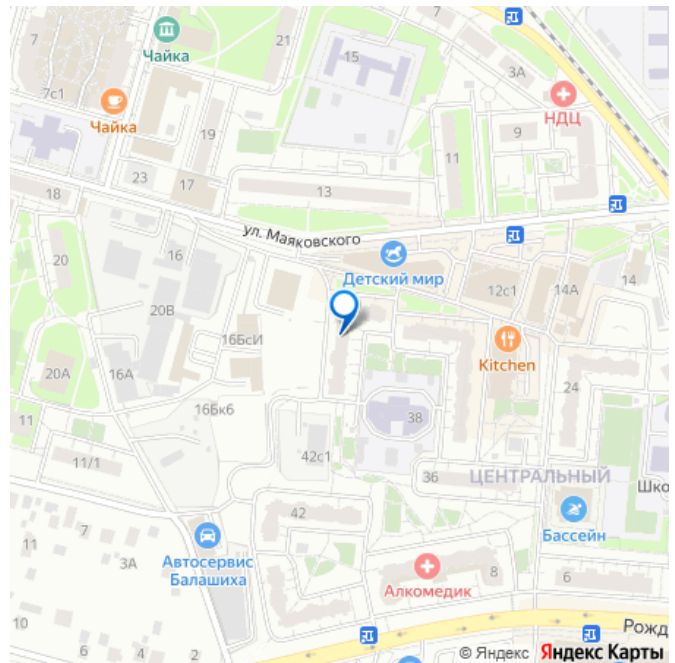 7
21
15
3А
Чайка
НДЦ
7с1
9
Чайка
19
11
23
17
13
18
ул. Маяковского
16
20
Детский мир
14
12с1
14А
20В
16БсИ
Kitchen
20А
16А
24
16Бк6
38
11
42с1
11/1
36
ЦЕНТРАЛЬНЫЙ
Шко
42
7
Бассейн
11
Автосервис
Балашиха
3А
Алкомедик
8
6
10
6
4
2
Рожд
© Яндекс
Яндекс Карты